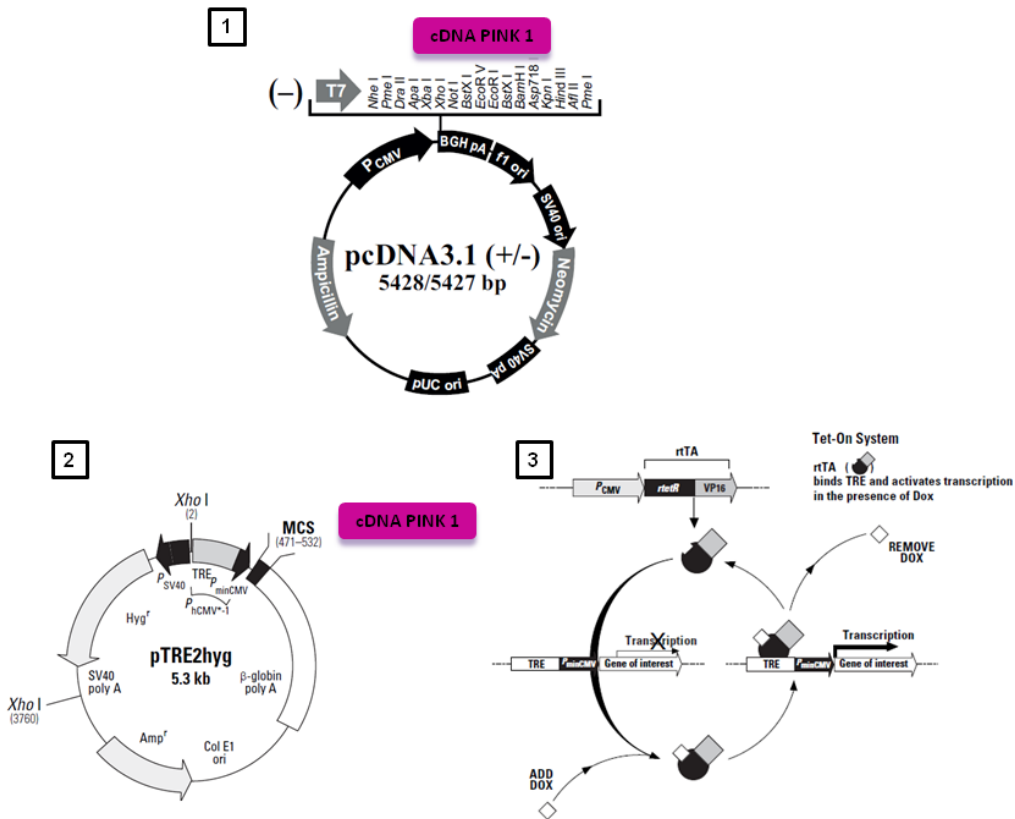 1
cDNA PINK 1
(–)
T7
Nhe I
Pme I
Dra II
Apa I
Xba I
Xho I
Not I
BstX I
EcoR V
EcoR I
BstX I
BamH I
Asp718 I
Kpn I
Hind III
Afl II
Pme I
PCMV
BGH pA
f1 ori
SV40 ori
Neomycin
SV40 pA
pUC ori
Ampicillin
pcDNA3.1 (+/-)
5428/5427 bp
2
cDNA PINK 1
Xho I
(2)
MCS
(471–532)
PSV40
TRE
PminCMV
PhCMV*-1
Hygr
pTRE2hyg
5.3 kb
SV40
poly A
β-globin
poly A
Xho I
(3760)
Ampr
Col E1
ori
3
rtTA
PCMV
rtetR
VP16
Tet-On System
rtTA ( )
binds TRE and activates transcription
in the presence of Dox
REMOVE
DOX
Transcription
X
TRE
PminCMV
Gene of interest
Transcription
TRE
PminCMV
Gene of interest
ADD
DOX